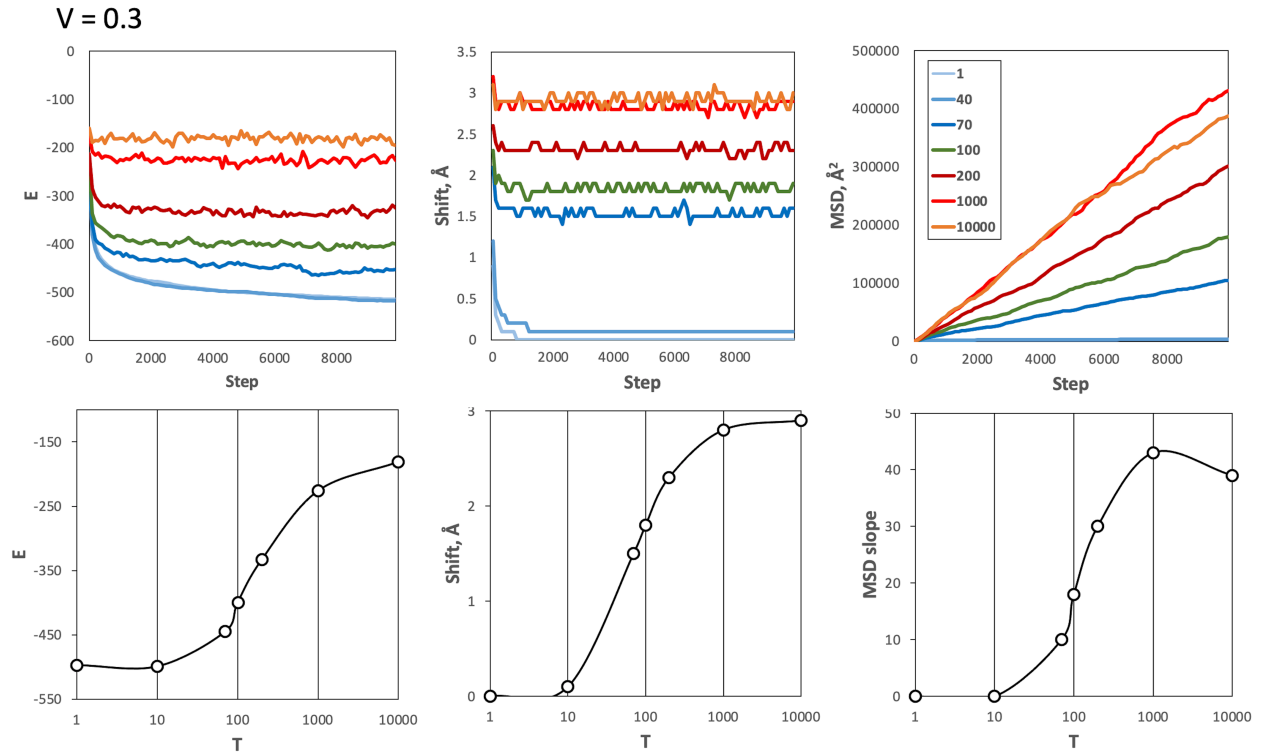 V = 0.3
0
-100
-200
-300
-400
-500
-600
E
0 2000 4000 6000 8000
Step
3.5
3
2.5
2
1.5
1
0.5
0
Shift, Å
0 2000 4000 6000 8000
Step
500000
400000
300000
200000
100000
0
MSD, Å²
1
40
70
100
200
1000
10000
0 2000 4000 6000 8000
Step
-150
-250
-350
-450
-550
E
1 10 100 1000 10000
T
3
2
1
0
Shift, Å
1 10 100 1000 10000
T
50
40
30
20
10
0
MSD slope
1 10 100 1000 10000
T